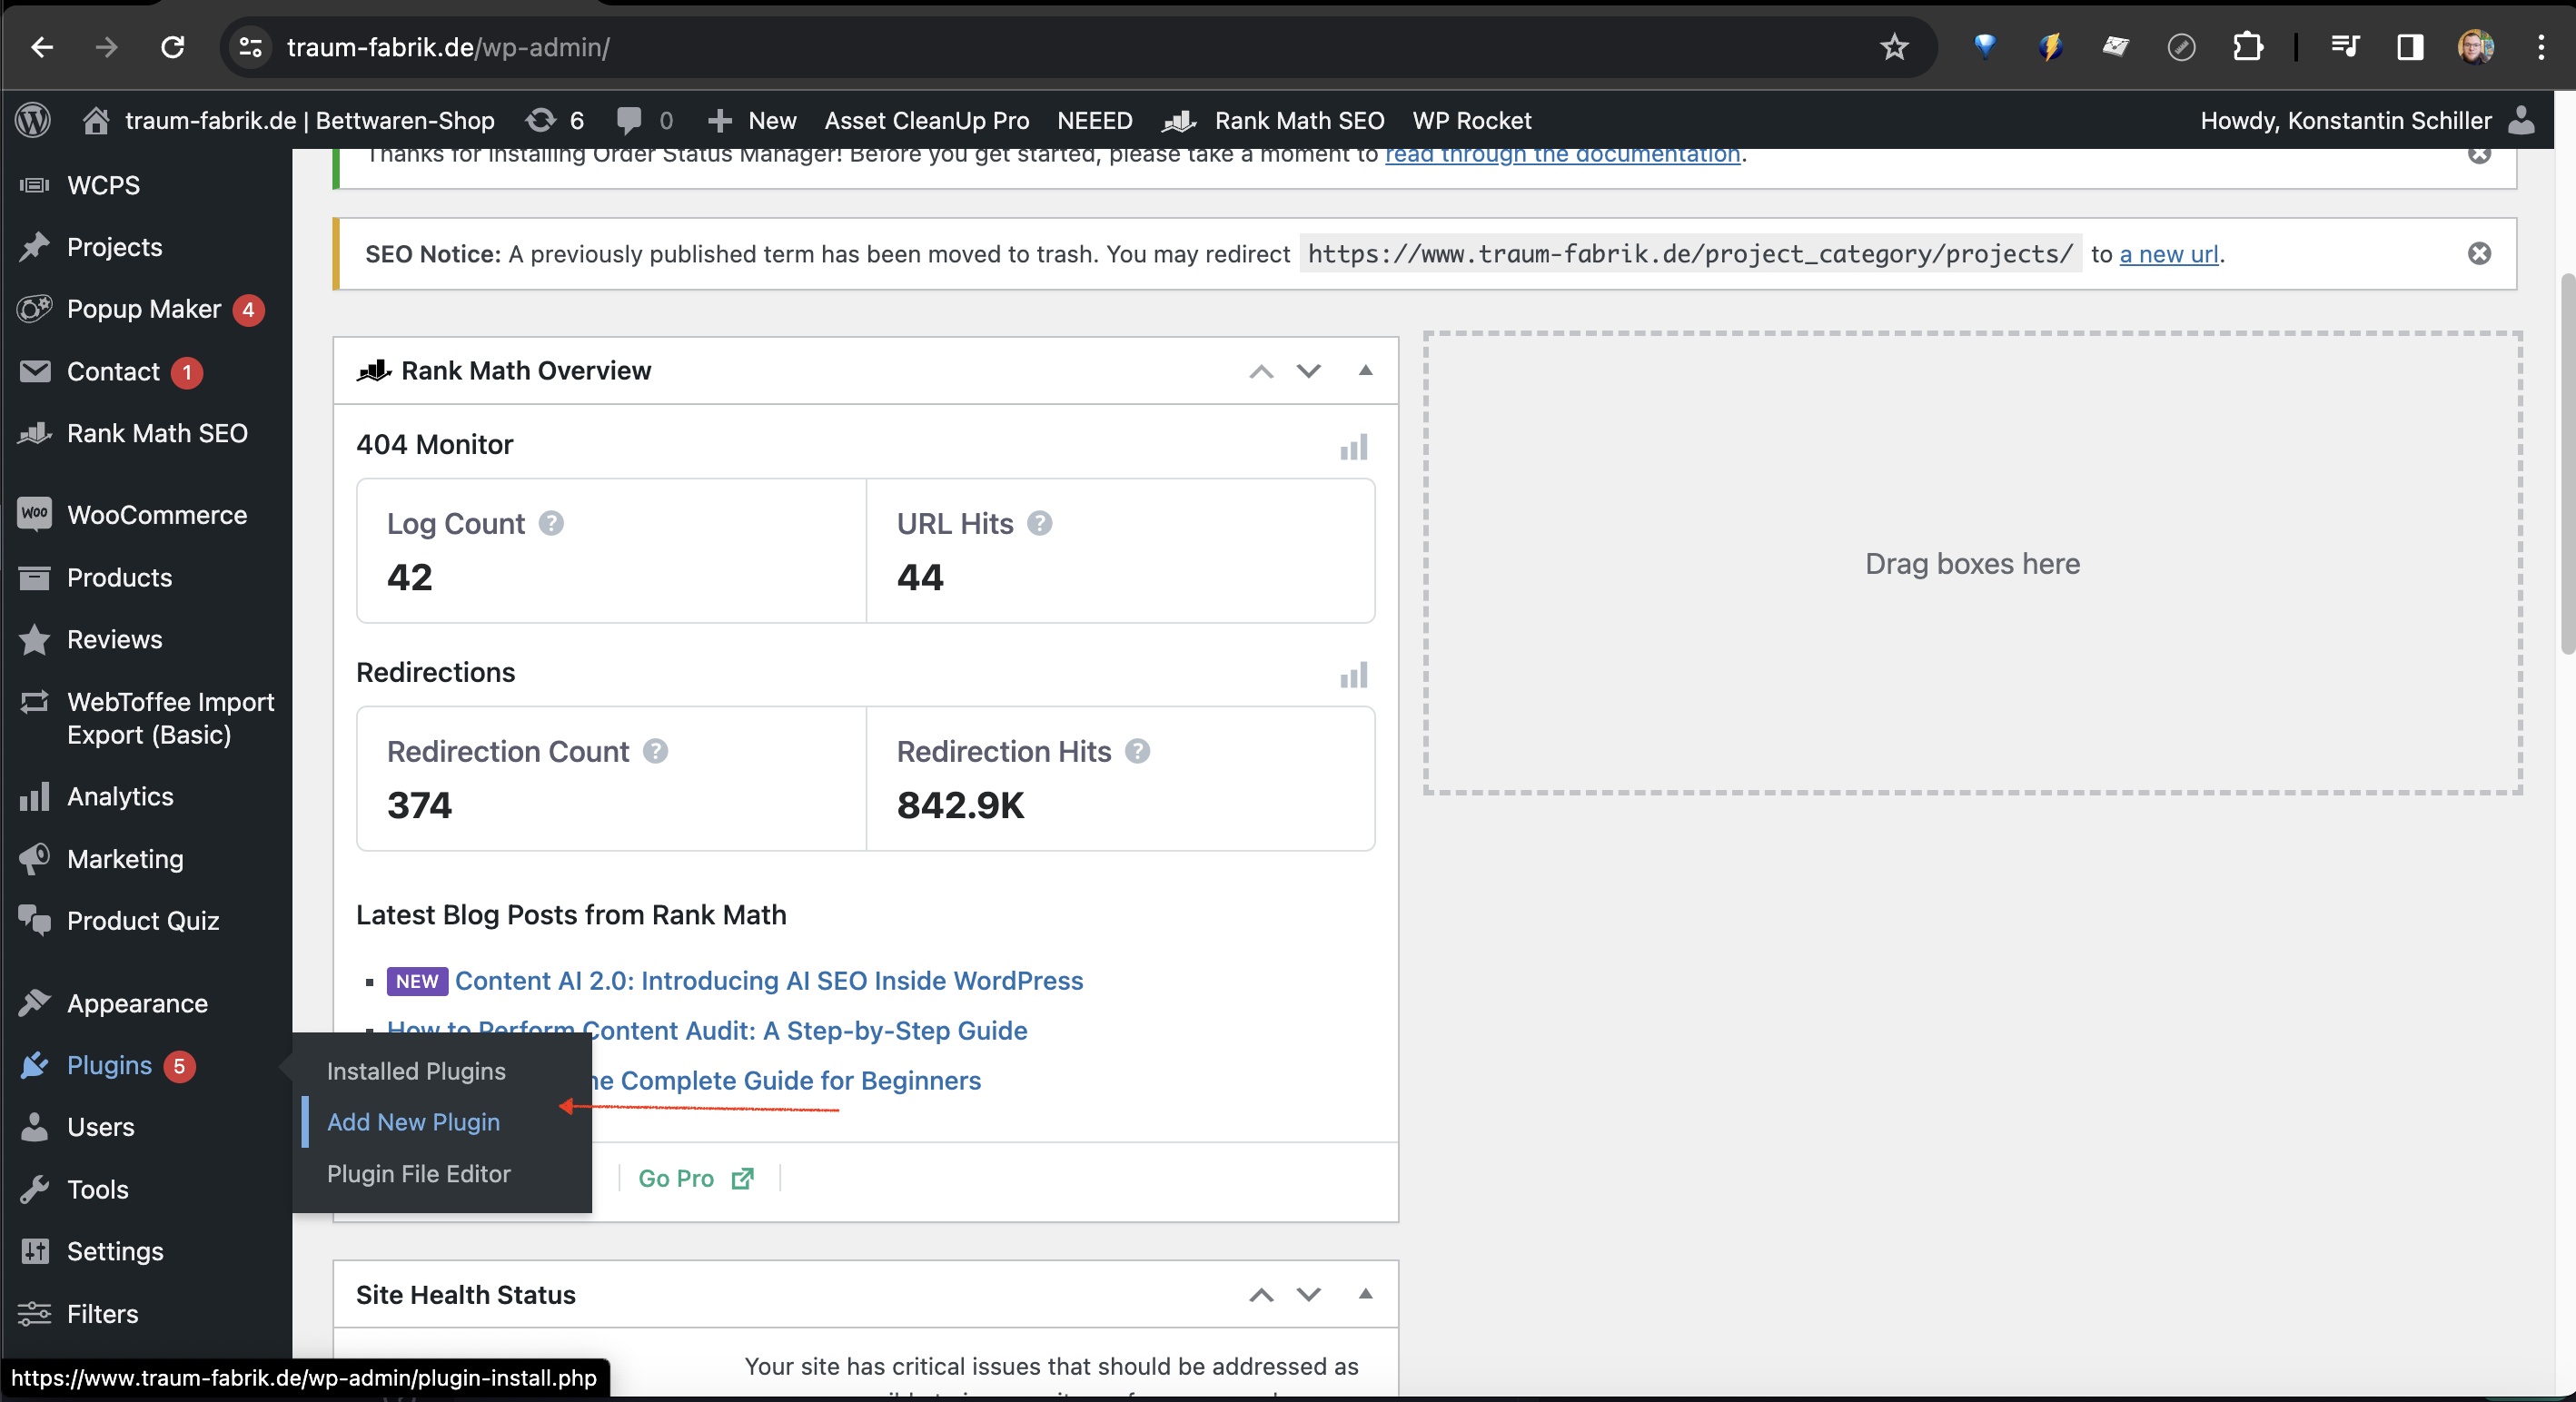 traum-fabrik.de/wp-admin/
traum-fabrik.de | Bettwaren-Shop 6 0 New Asset CleanUp Pro NEEED Rank Math SEO WP Rocket Howdy, Konstantin Schiller
Thanks for installing Order Status Manager! Before you get started, please take a moment to read through the documentation.
SEO Notice: A previously published term has been moved to trash. You may redirect https://www.traum-fabrik.de/project_category/projects/ to a new url.
WCPS
Projects
Popup Maker 4
Contact 1
Rank Math SEO
Woo WooCommerce
Products
Reviews
WebToffee Import
Export (Basic)
Analytics
Marketing
Product Quiz
Appearance
Plugins 5
Users
Tools
Settings
Filters
Installed Plugins
Add New Plugin
Plugin File Editor
Rank Math Overview
404 Monitor
Log Count ?
42
URL Hits ?
44
Redirections
Redirection Count ?
374
Redirection Hits ?
842.9K
Latest Blog Posts from Rank Math
NEW Content AI 2.0: Introducing AI SEO Inside WordPress
How to Perform Content Audit: A Step-by-Step Guide
Complete Guide for Beginners
Go Pro
Site Health Status
Your site has critical issues that should be addressed as
Drag boxes here
https://www.traum-fabrik.de/wp-admin/plugin-install.php